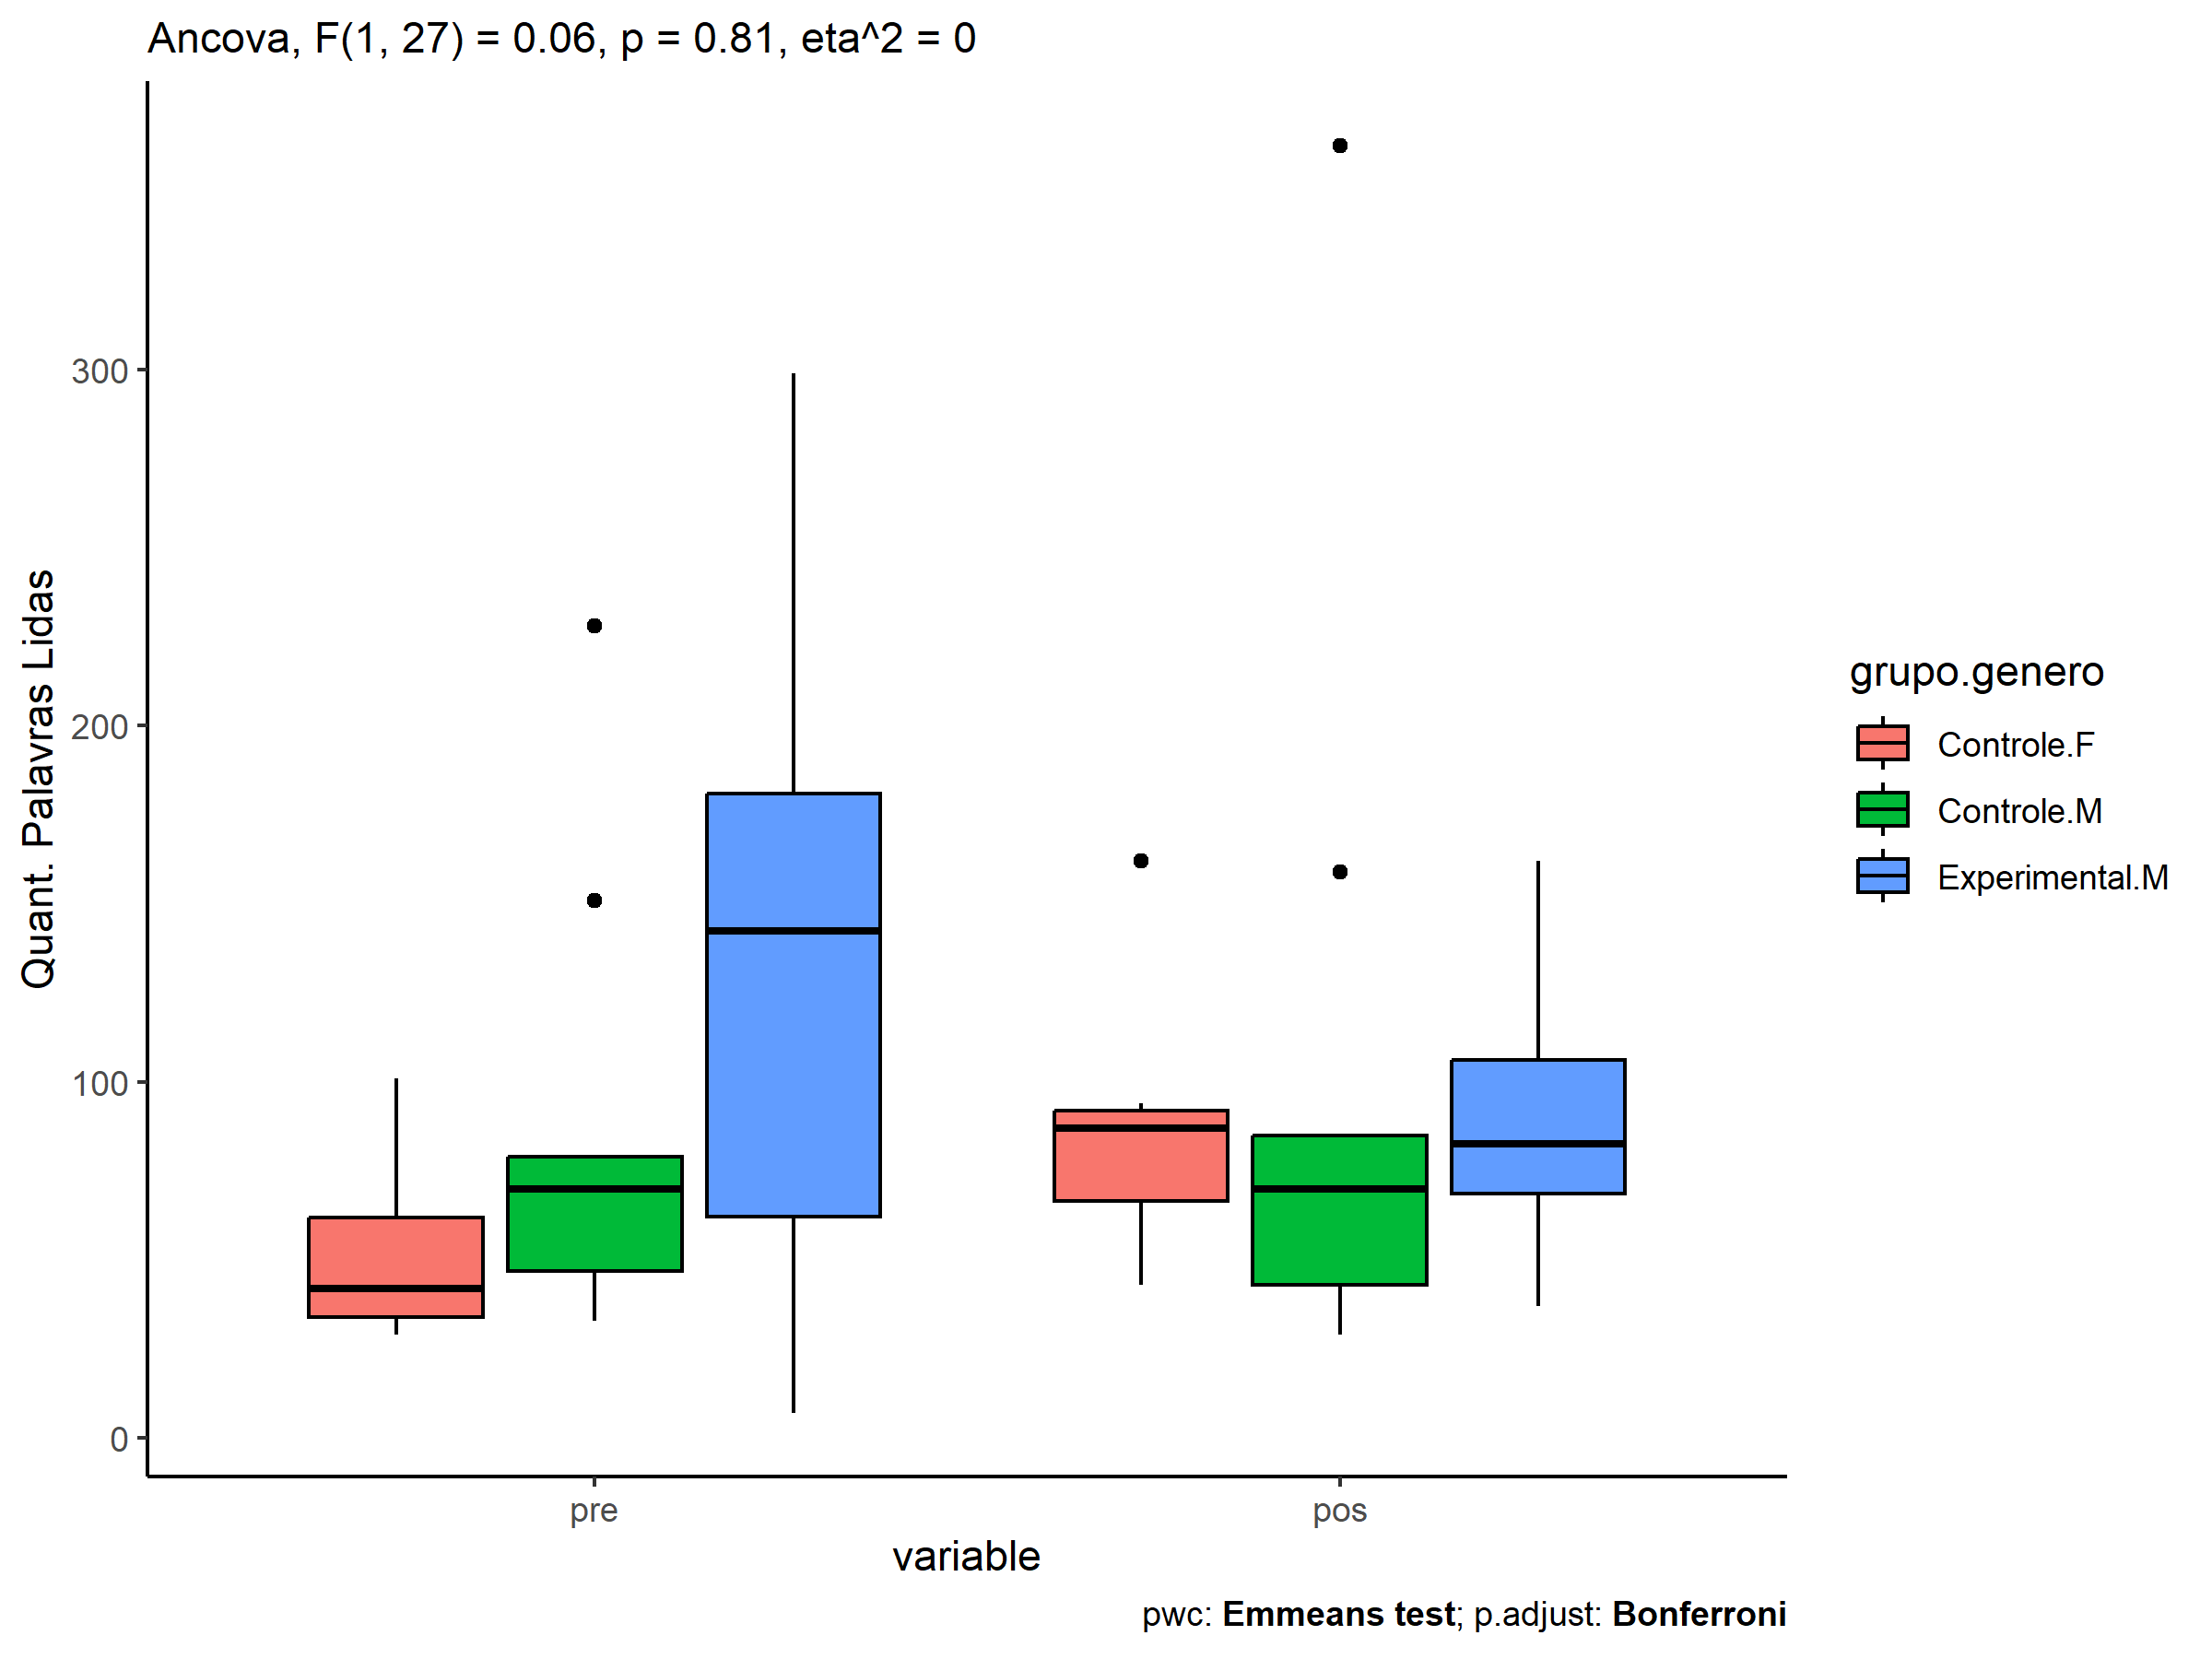 Ancova, F(1, 27) = 0.06, p = 0.81, eta^2 = 0
Quant. Palavras Lidas
300
200
100
0
pre
pos
variable
grupo.genero
Controle.F
Controle.M
Experimental.M
pwc: Emmeans test; p.adjust: Bonferroni